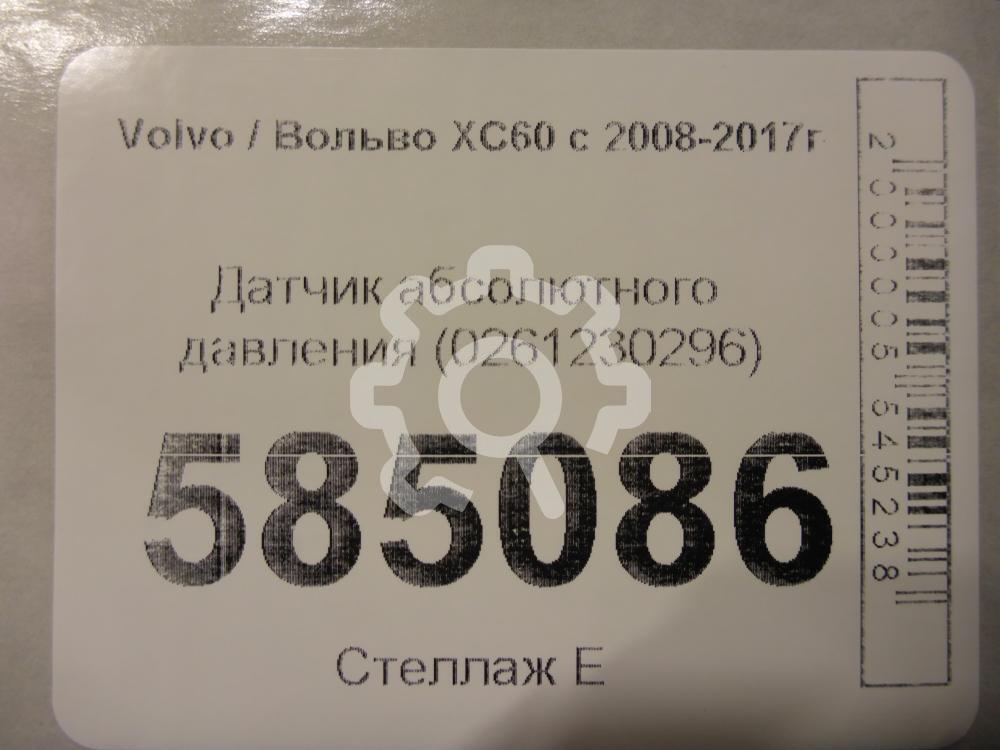 Volvo / Вольво XC60 с 2008-2017г
Датчик абсолютного
давления (0261230296)
585086
Стеллаж Е
2000005545238